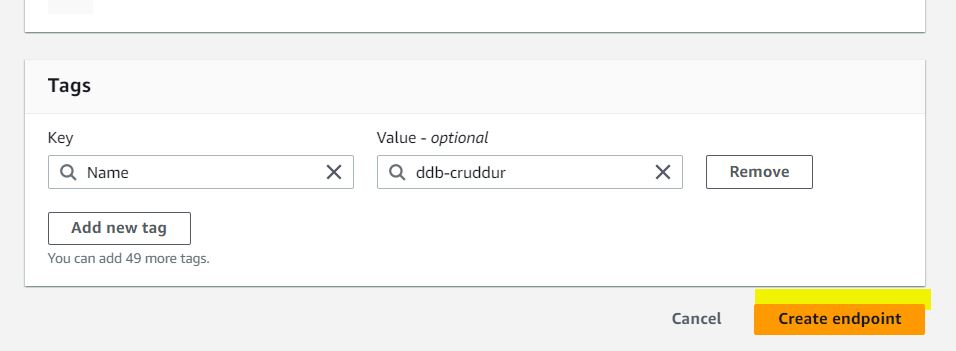 Tags
Key
Value - optional
Name
ddb-cruddur
Remove
Add new tag
You can add 49 more tags.
Cancel
Create endpoint